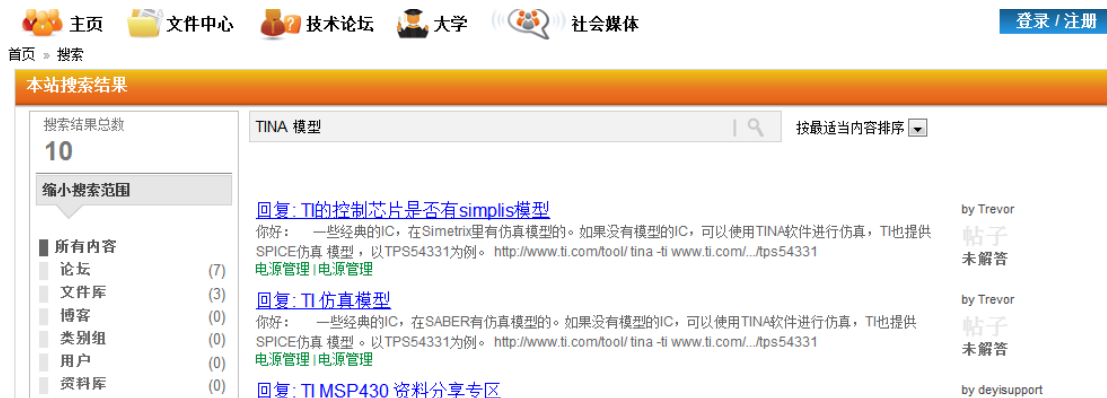 主页 文件中心 技术论坛 大学 社会媒体 登录 / 注册
首页 » 搜索
本站搜索结果
搜索结果总数
10
TINA 模型
按最适当内容排序
缩小搜索范围
所有内容
论坛 (7)
文件库 (3)
博客 (0)
类别组 (0)
用户 (0)
资料库 (0)
回复: TI的控制芯片是否有simplis模型
你好： 一些经典的IC，在Simetrix里有仿真模型的。如果没有模型的IC，可以使用TINA软件进行仿真，TI也提供
SPICE仿真 模型 ，以TPS54331为例。 http://www.ti.com/tool/ tina -ti www.ti.com/.../tps54331
电源管理 | 电源管理
by Trevor
帖子
未解答
回复: TI 仿真模型
你好： 一些经典的IC，在SABER有仿真模型的。如果没有模型的IC，可以使用TINA软件进行仿真，TI也提供
SPICE仿真 模型 。以TPS54331为例。 http://www.ti.com/tool/ tina -ti www.ti.com/.../tps54331
电源管理 | 电源管理
by Trevor
帖子
未解答
回复: TI MSP430 资料分享专区
by deyisupport